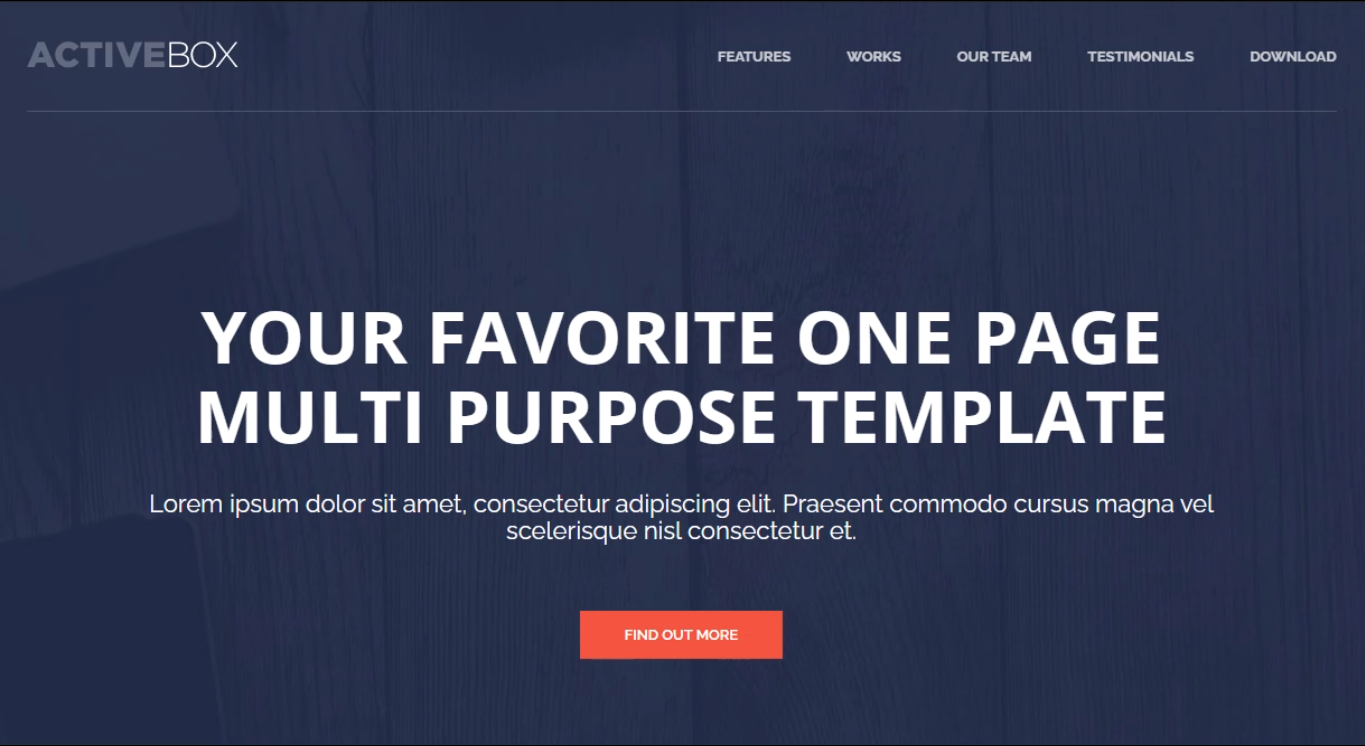 ACTIVEBOX
FEATURES WORKS OUR TEAM TESTIMONIALS DOWNLOAD
YOUR FAVORITE ONE PAGE
MULTI PURPOSE TEMPLATE
Lorem ipsum dolor sit amet, consectetur adipiscing elit. Praesent commodo cursus magna vel
scelerisque nisl consectetur et.
FIND OUT MORE